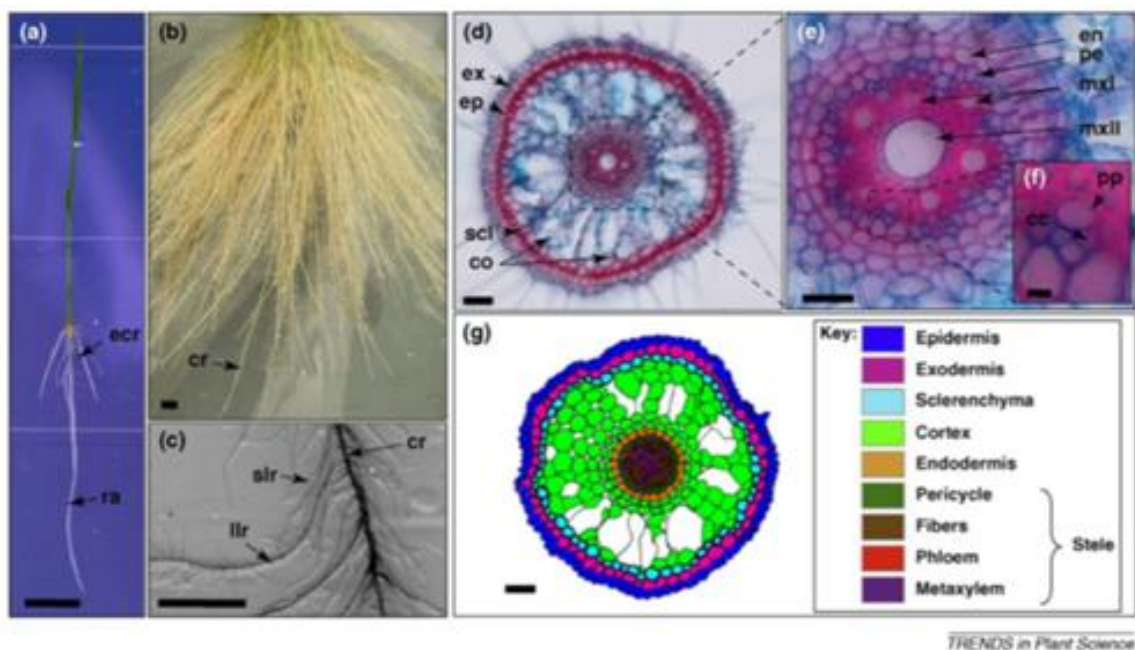 (a)
ecr
ra
(b)
cr
(c)
cr
slr
llr
(d)
ex
ep
scl
co
(e)
en
pe
mxI
mxII
(f)
pp
cc
(g)
Key:
Epidermis
Exodermis
Sclerenchyma
Cortex
Endodermis
Pericycle
Fibers
Phloem
Metaxylem
Stele
TRENDS in Plant Science